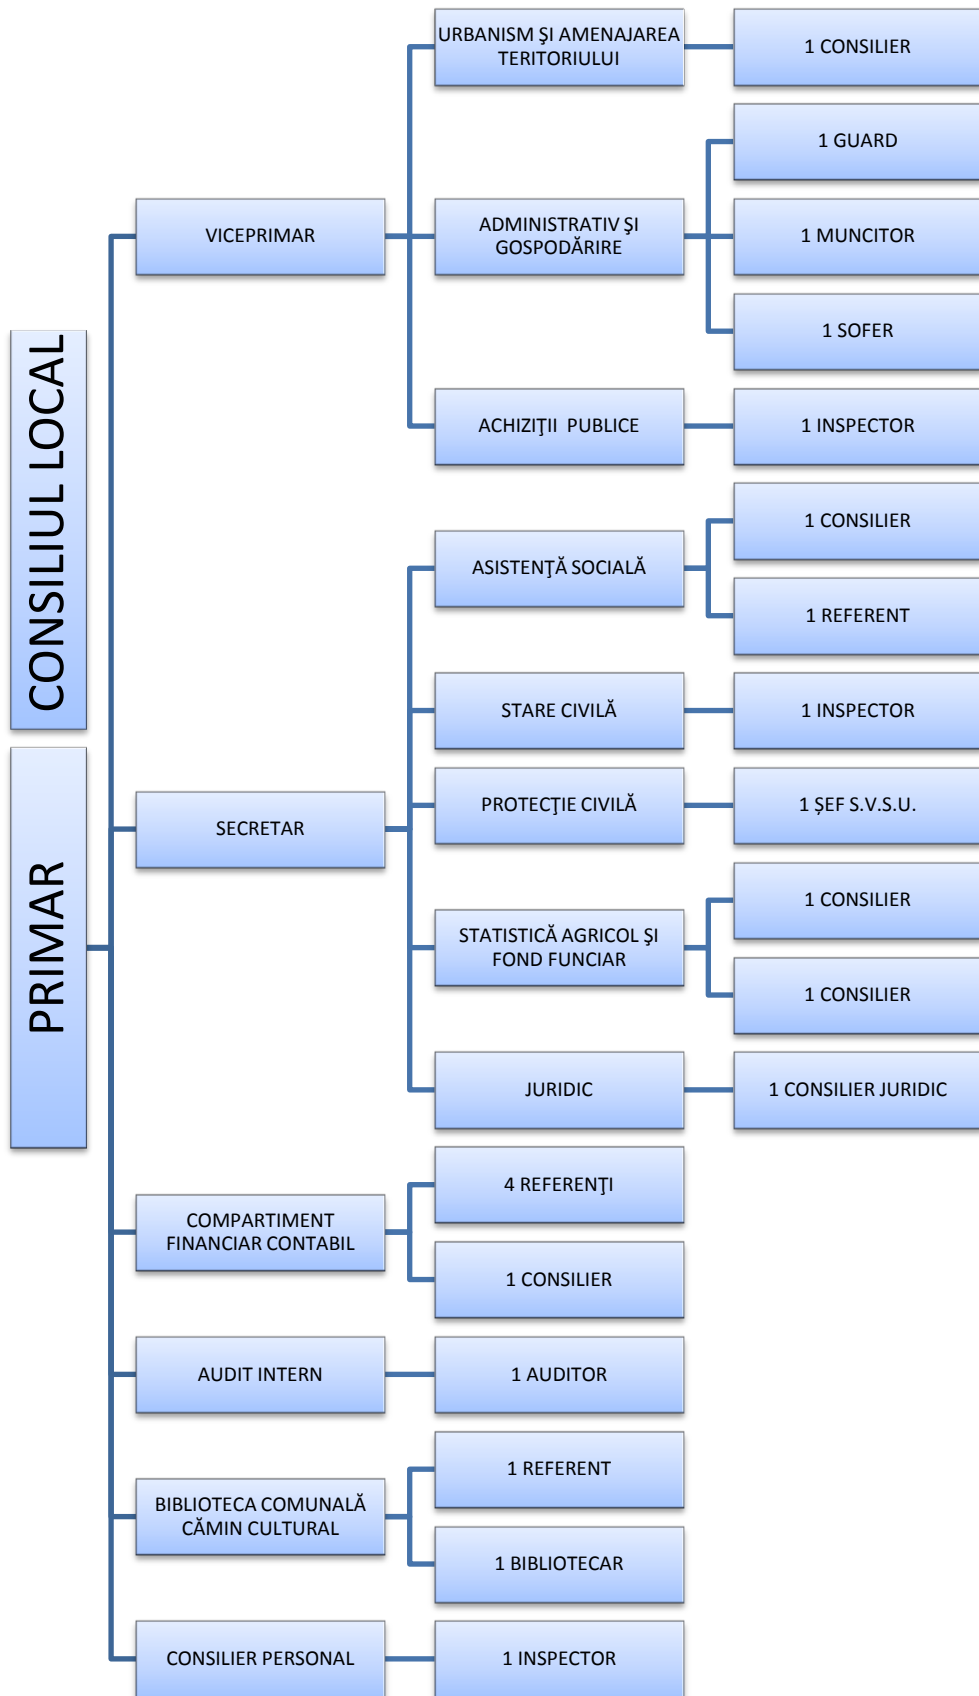 CONSILIUL LOCAL
PRIMAR
VICEPRIMAR
URBANISM ŞI AMENAJAREA
TERITORIULUI
1 CONSILIER
ADMINISTRATIV ŞI
GOSPODĂRIRE
1 GUARD
1 MUNCITOR
1 SOFER
ACHIZIŢII  PUBLICE
1 INSPECTOR
SECRETAR
ASISTENŢĂ SOCIALĂ
1 CONSILIER
1 REFERENT
STARE CIVILĂ
1 INSPECTOR
PROTECŢIE CIVILĂ
1 ȘEF S.V.S.U.
STATISTICĂ AGRICOL ŞI
FOND FUNCIAR
1 CONSILIER
1 CONSILIER
JURIDIC
1 CONSILIER JURIDIC
COMPARTIMENT
FINANCIAR CONTABIL
4 REFERENŢI
1 CONSILIER
AUDIT INTERN
1 AUDITOR
BIBLIOTECA COMUNALĂ
CĂMIN CULTURAL
1 REFERENT
1 BIBLIOTECAR
CONSILIER PERSONAL
1 INSPECTOR